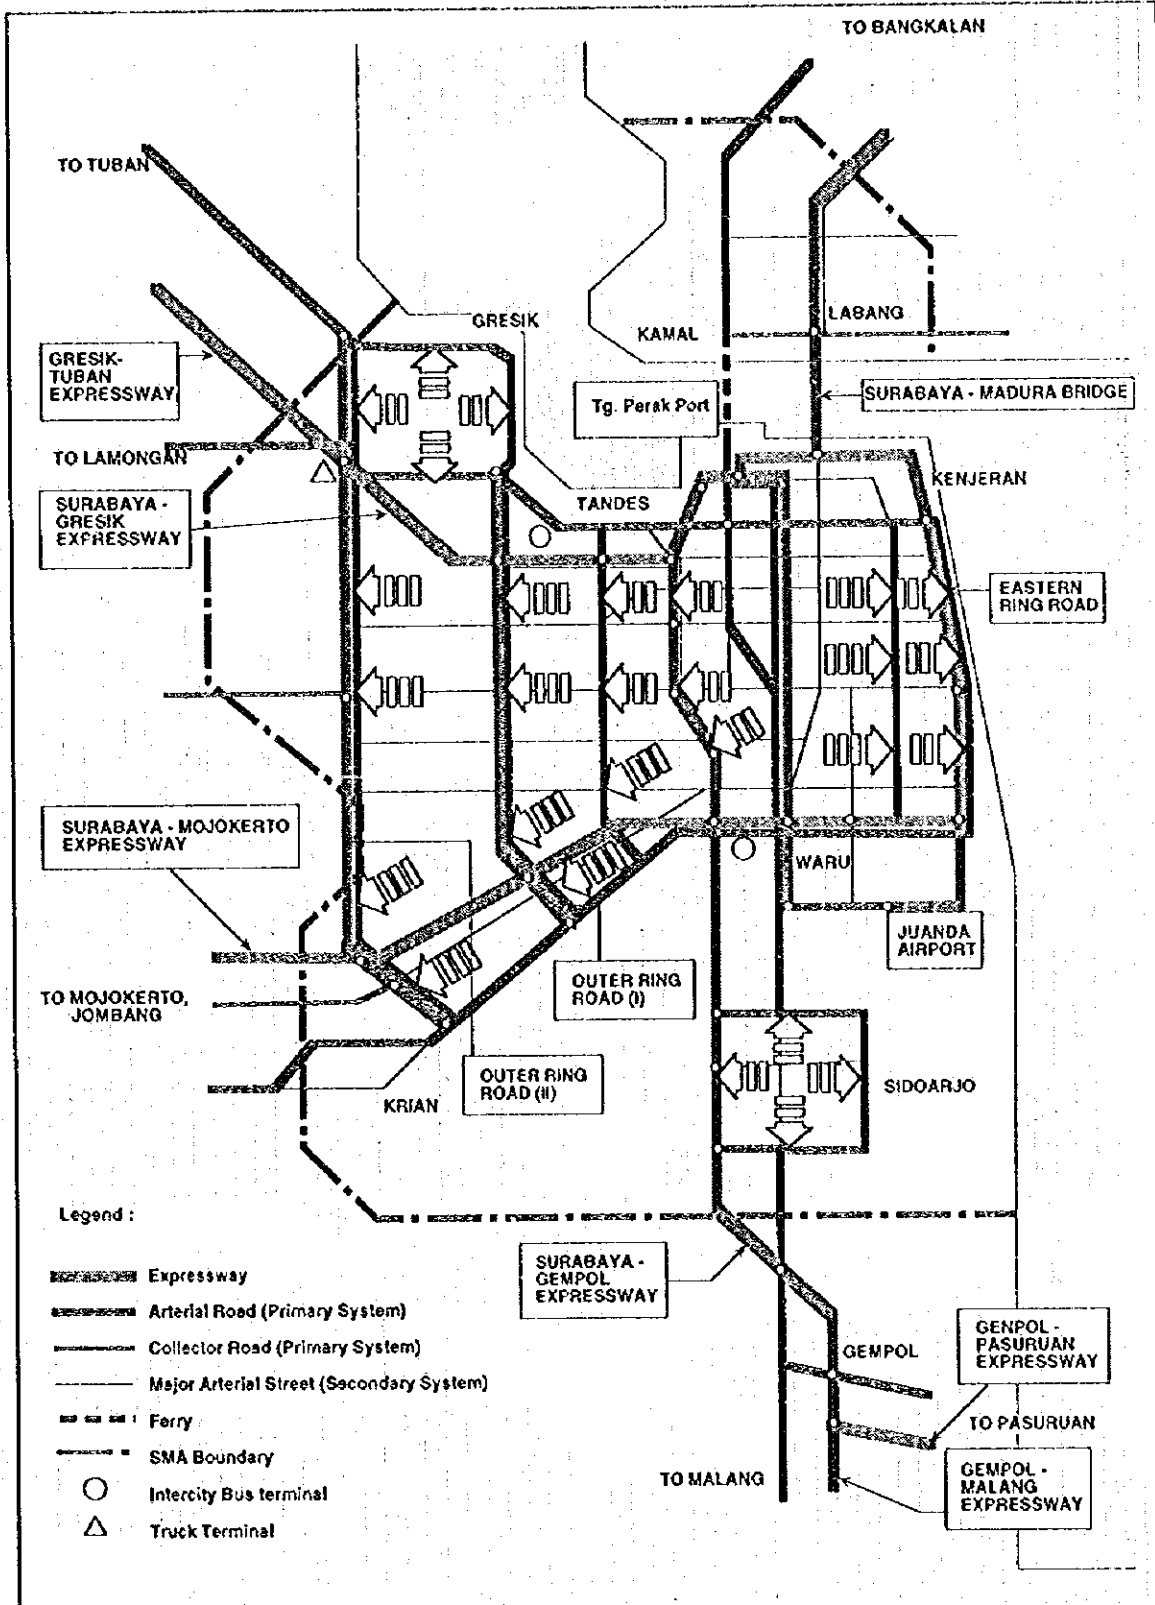 TO BANGKALAN
TO TUBAN
GRESIK
KAMAL
LABANG
GRESIK-
TUBAN
EXPRESSWAY
Tg. Perak Port
SURABAYA - MADURA BRIDGE
TO LAMONGAN
KENJERAN
TANDES
SURABAYA -
GRESIK
EXPRESSWAY
EASTERN
RING ROAD
SURABAYA - MOJOKERTO
EXPRESSWAY
WARU
JUANDA
AIRPORT
OUTER RING
ROAD (I)
TO MOJOKERTO,
JOMBANG
OUTER RING
ROAD (II)
KRIAN
SIDOARJO
Legend :
Expressway
Arterial Road (Primary System)
Collector Road (Primary System)
Major Arterial Street (Secondary System)
Ferry
SMA Boundary
Intercity Bus terminal
Truck Terminal
SURABAYA -
GEMPOL
EXPRESSWAY
GEMPOL
GENPOL -
PASURUAN
EXPRESSWAY
TO PASURUAN
TO MALANG
GEMPOL -
MALANG
EXPRESSWAY